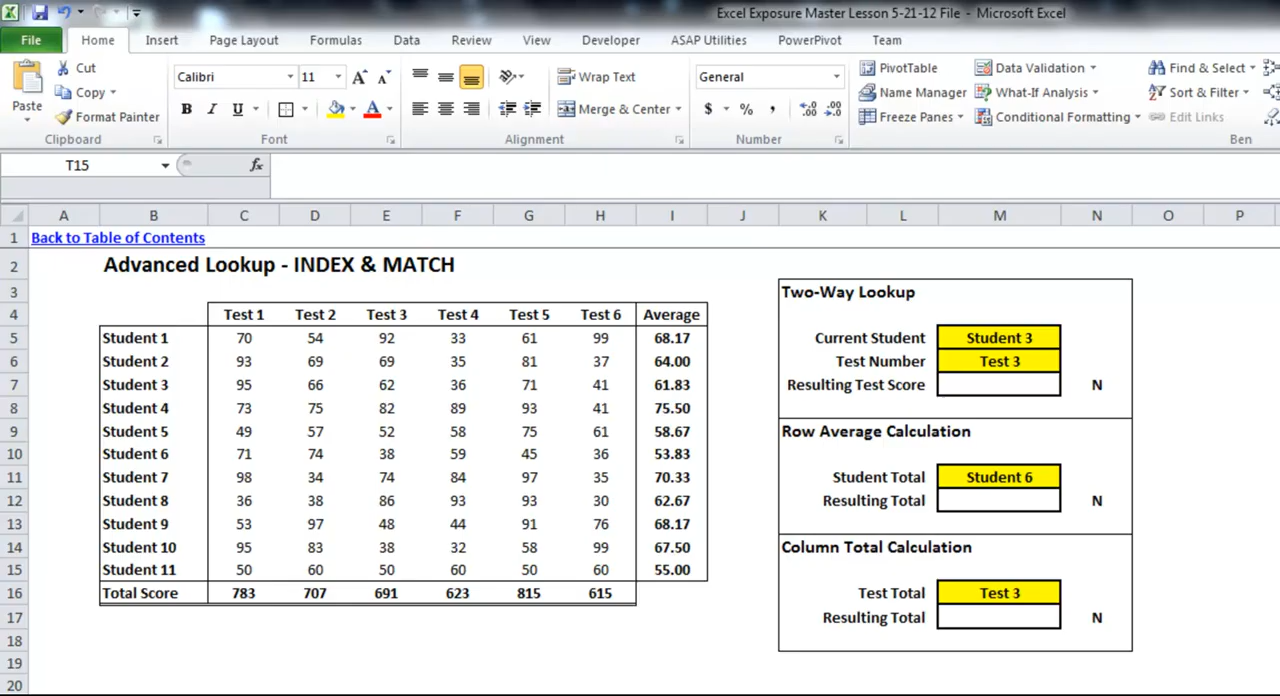 Excel Exposure Master Lesson 5-21-12 File - Microsoft Excel
File Home Insert Page Layout Formulas Data Review View Developer ASAP Utilities PowerPivot Team
Cut Calibri 11 Wrap Text General PivotTable Data Validation Find & Select
Paste Copy B I U Merge & Center $ % , Name Manager What-If Analysis Sort & Filter
Format Painter Freeze Panes Conditional Formatting Edit Links
Clipboard Font Alignment Number Ben
T15 fx
A B C D E F G H I J K L M N O P
1 Back to Table of Contents
2 Advanced Lookup - INDEX & MATCH
3 Two-Way Lookup
4 Test 1 Test 2 Test 3 Test 4 Test 5 Test 6 Average
5 Student 1 70 54 92 33 61 99 68.17 Current Student Student 3
6 Student 2 93 69 69 35 81 37 64.00 Test Number Test 3
7 Student 3 95 66 62 36 71 41 61.83 Resulting Test Score N
8 Student 4 73 75 82 89 93 41 75.50
9 Student 5 49 57 52 58 75 61 58.67 Row Average Calculation
10 Student 6 71 74 38 59 45 36 53.83
11 Student 7 98 34 74 84 97 35 70.33 Student Total Student 6
12 Student 8 36 38 86 93 93 30 62.67 Resulting Total N
13 Student 9 53 97 48 44 91 76 68.17
14 Student 10 95 83 38 32 58 99 67.50 Column Total Calculation
15 Student 11 50 60 50 60 50 60 55.00
16 Total Score 783 707 691 623 815 615 Test Total Test 3
17 Resulting Total N
18
19
20